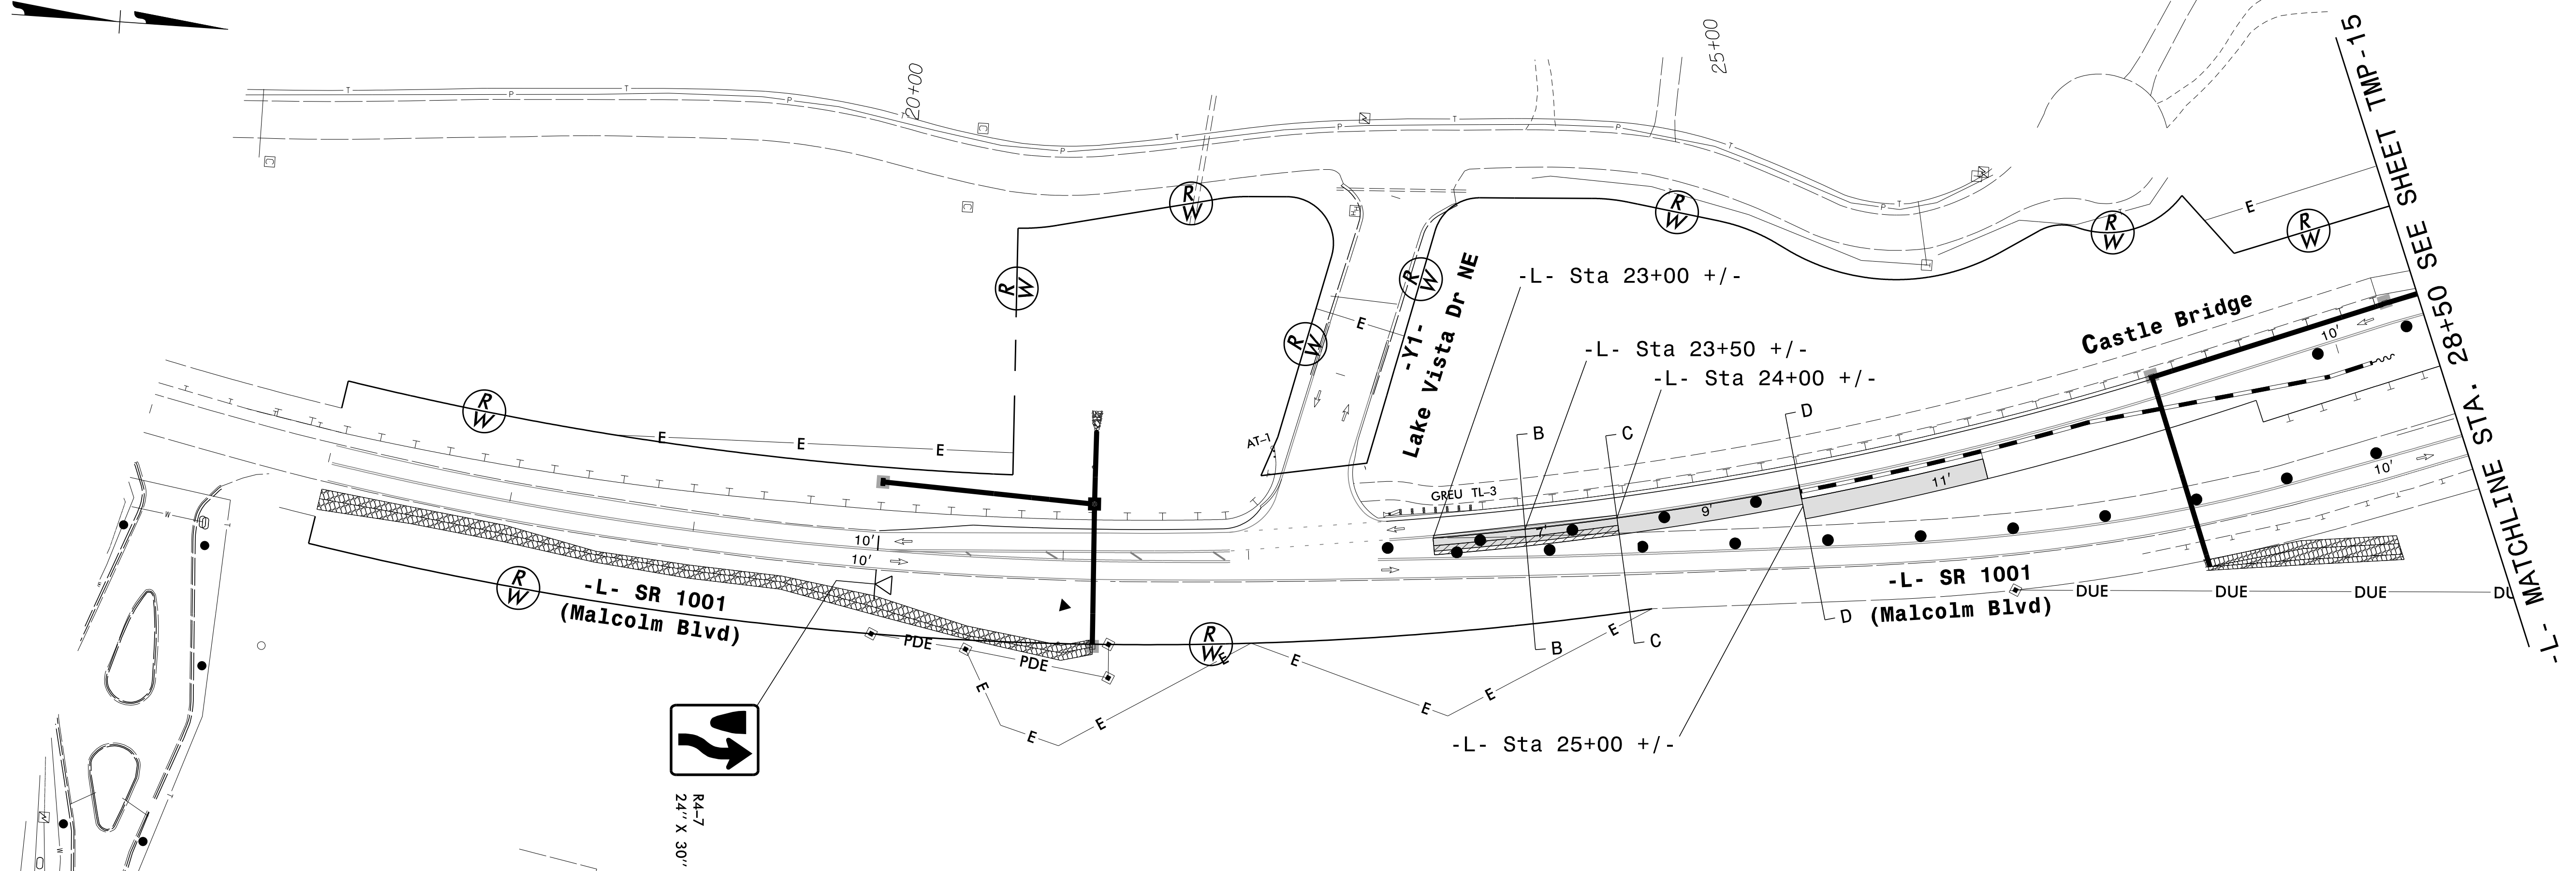 20+00
25+00
MATCHLINE STA. 28+50 SEE SHEET TMP-15
-L-
T
T
T
T
T
T
T
P
P
P
P
P
P
C
C
C
R
W
R
W
R
W
R
W
R
W
R
W
R
W
R
W
R
W
R
W
E
E
E
E
E
-Y1-
Lake Vista Dr NE
-L- Sta 23+00 +/-
-L- Sta 23+50 +/-
-L- Sta 24+00 +/-
Castle Bridge
10'
AT-1
GREU TL-3
B
C
D
7'
9'
11'
10'
10'
10'
-L- SR 1001
(Malcolm Blvd)
-L- SR 1001
(Malcolm Blvd)
B
C
D
DUE
DUE
DUE
DU
PDE
PDE
E
E
E
E
E
E
E
E
-L- Sta 25+00 +/-
R4-7
24" X 30"
W
W
W
T
T